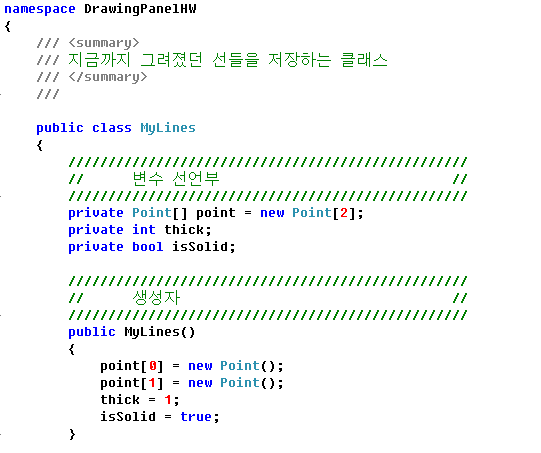 namespace DrawingPanelHW
{
/// <summary>
/// 지금까지 그려졌던 선들을 저장하는 클래스
/// </summary>
///
public class MyLines
{
//////////////////////////////////////////////////
// 변수 선언부 //
//////////////////////////////////////////////////
private Point[] point = new Point[2];
private int thick;
private bool isSolid;
//////////////////////////////////////////////////
// 생성자 //
//////////////////////////////////////////////////
public MyLines()
{
point[0] = new Point();
point[1] = new Point();
thick = 1;
isSolid = true;
}